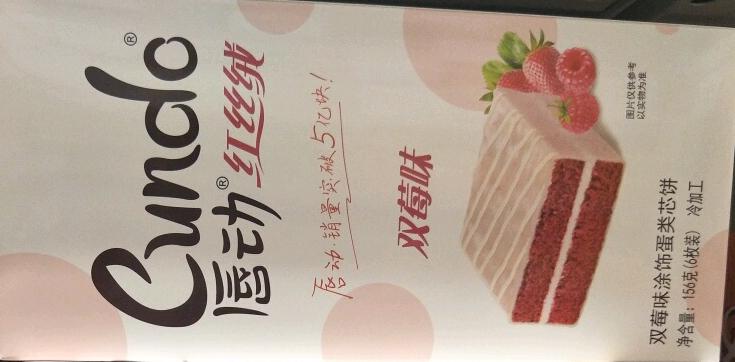 Cundo®
唇动®红丝绒
唇动·销量突破5亿块!
双莓味
图片仅供参考
以实物为准
双莓味涂饰蛋类芯饼
净含量：156克(6枚装) 冷加工